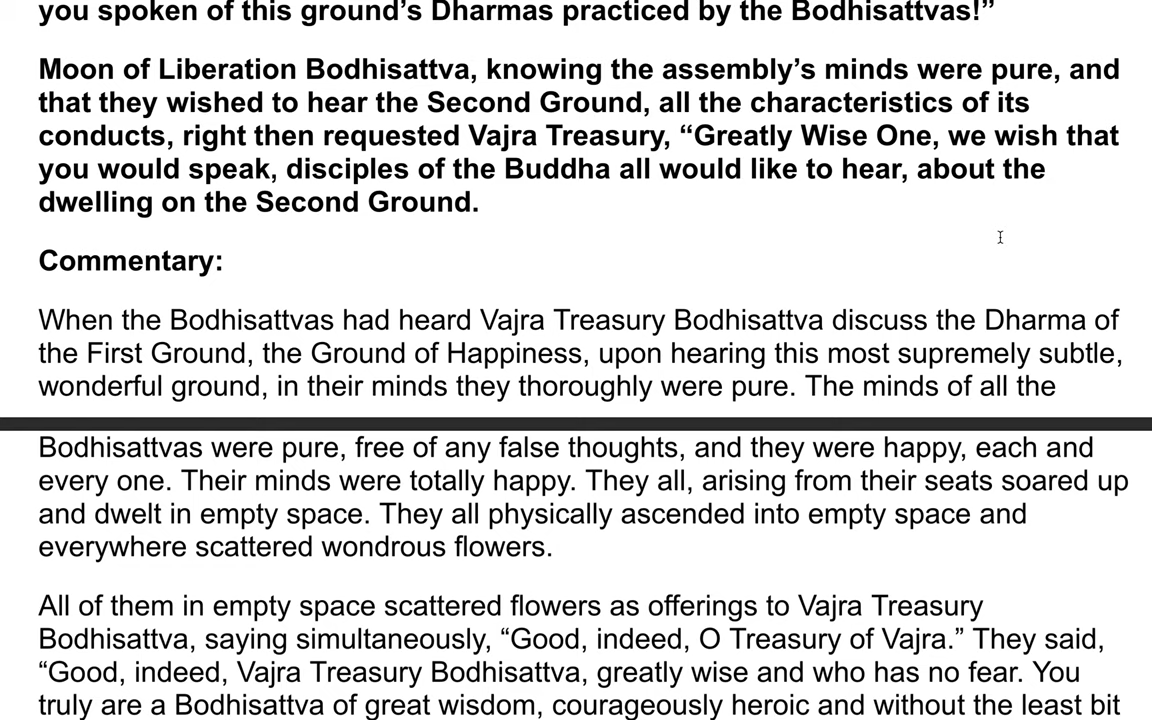 you spoken of this ground’s Dharmas practiced by the Bodhisattvas!”
Moon of Liberation Bodhisattva, knowing the assembly’s minds were pure, and
that they wished to hear the Second Ground, all the characteristics of its
conducts, right then requested Vajra Treasury, “Greatly Wise One, we wish that
you would speak, disciples of the Buddha all would like to hear, about the
dwelling on the Second Ground.
Commentary:
When the Bodhisattvas had heard Vajra Treasury Bodhisattva discuss the Dharma of
the First Ground, the Ground of Happiness, upon hearing this most supremely subtle,
wonderful ground, in their minds they thoroughly were pure. The minds of all the
Bodhisattvas were pure, free of any false thoughts, and they were happy, each and
every one. Their minds were totally happy. They all, arising from their seats soared up
and dwelt in empty space. They all physically ascended into empty space and
everywhere scattered wondrous flowers.
All of them in empty space scattered flowers as offerings to Vajra Treasury
Bodhisattva, saying simultaneously, “Good, indeed, O Treasury of Vajra.” They said,
“Good, indeed, Vajra Treasury Bodhisattva, greatly wise and who has no fear. You
truly are a Bodhisattva of great wisdom, courageously heroic and without the least bit